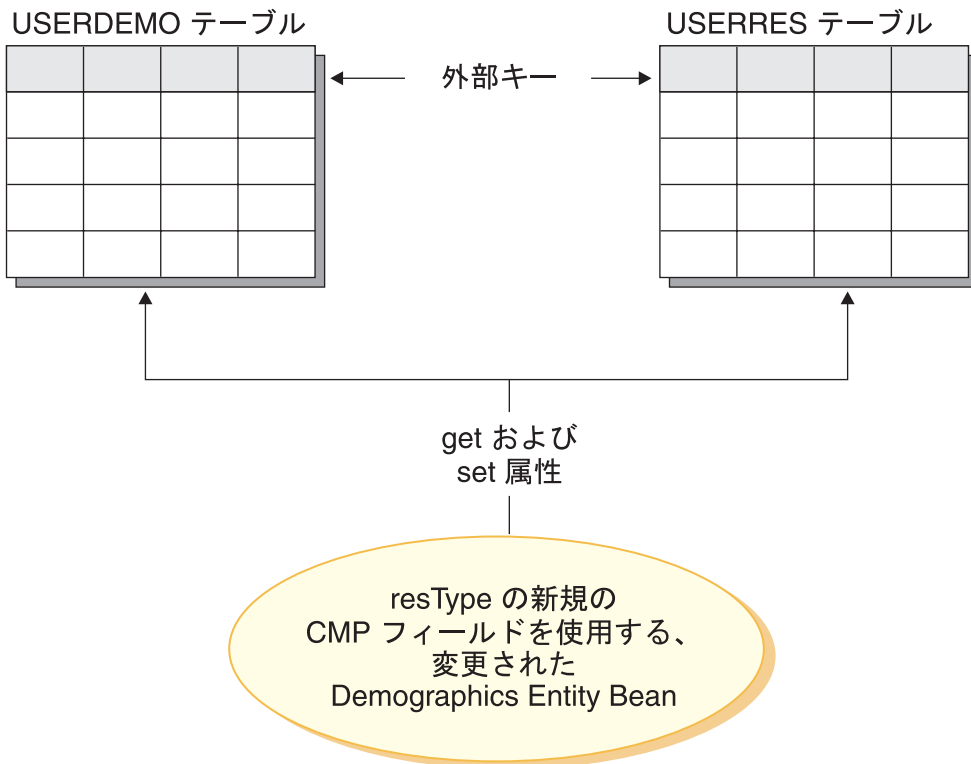 USERDEMO テーブル
USERRES テーブル
外部キー
get および
set 属性
resType の新規の
CMP フィールドを使用する、
変更された
Demographics Entity Bean